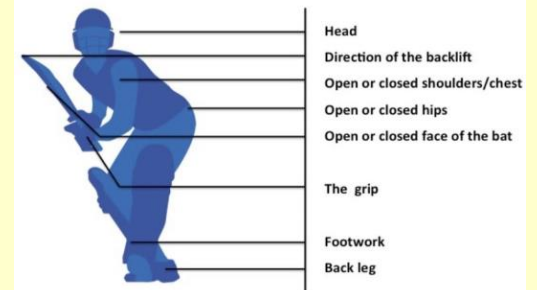 Head
Direction of the backlift
Open or closed shoulders/chest
Open or closed hips
Open or closed face of the bat
The grip
Footwork
Back leg